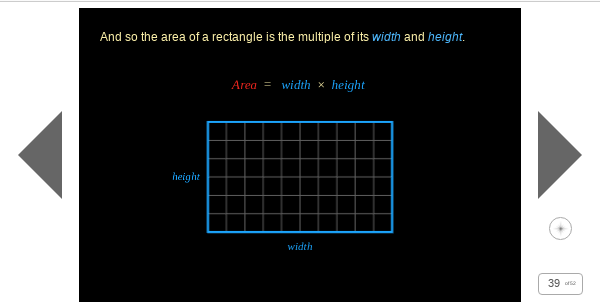 And so the area of a rectangle is the multiple of its width and height.
Area = width × height
height
width
39 of 52